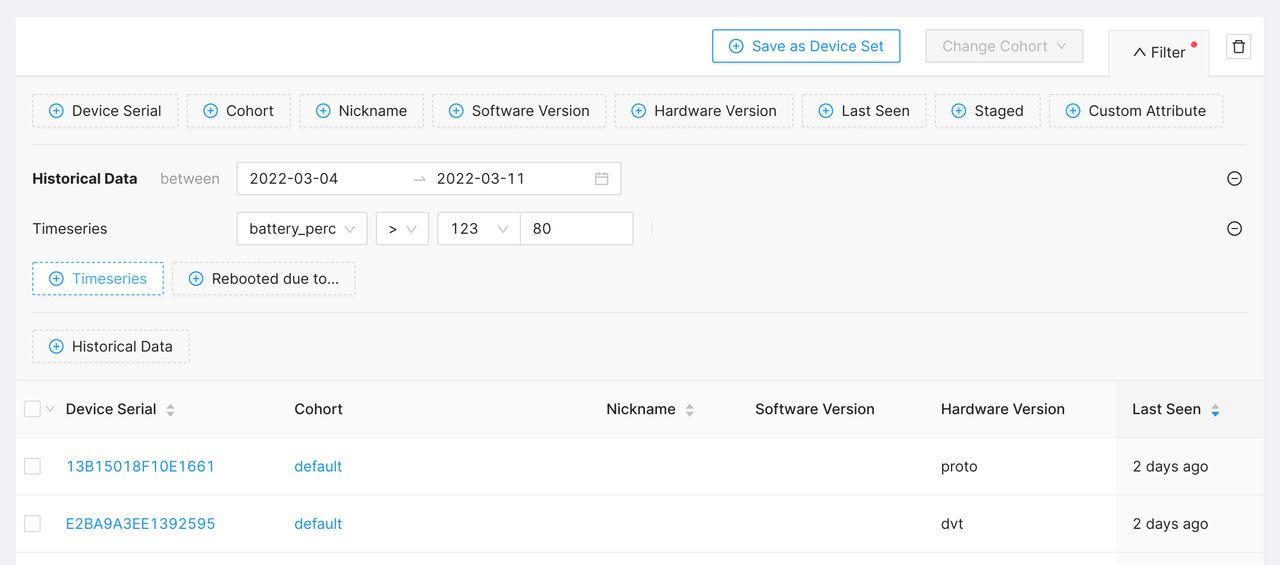 Save as Device Set Change Cohort Filter
Device Serial Cohort Nickname Software Version Hardware Version Last Seen Staged Custom Attribute
Historical Data between 2022-03-04 → 2022-03-11
Timeseries battery_perc > 123 80
Timeseries Rebooted due to...
Historical Data
Device Serial Cohort Nickname Software Version Hardware Version Last Seen
13B15018F10E1661 default proto 2 days ago
E2BA9A3EE1392595 default dvt 2 days ago